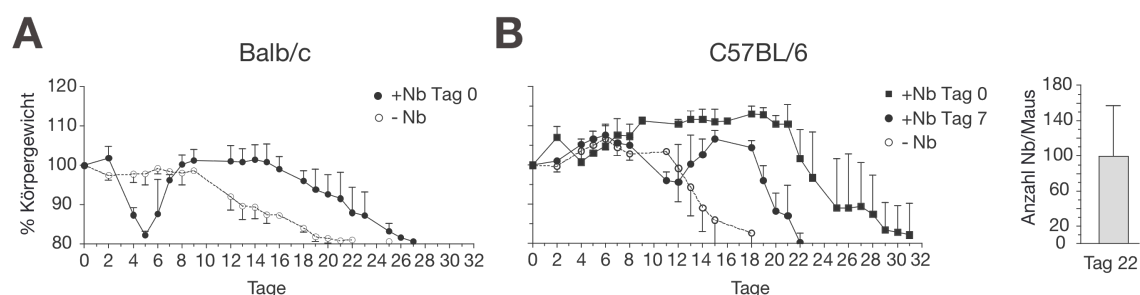 A
Balb/c
% Körpergewicht
120
110
100
90
80
+Nb Tag 0
- Nb
0 2 4 6 8 10 12 14 16 18 20 22 24 26 28 30 32
Tage
B
C57BL/6
+Nb Tag 0
+Nb Tag 7
- Nb
0 2 4 6 8 10 12 14 16 18 20 22 24 26 28 30 32
Tage
Anzahl Nb/Maus
180
140
100
60
20
0
Tag 22